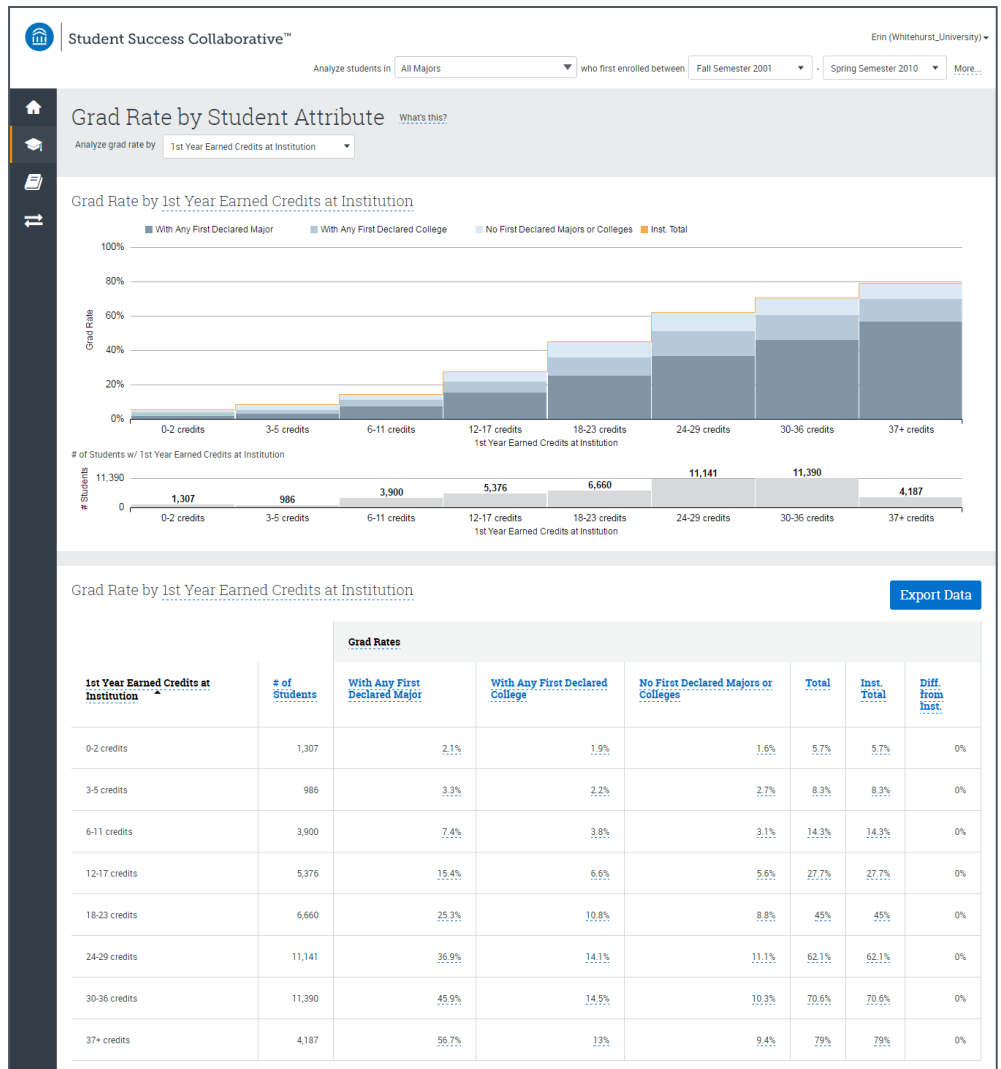 Student Success Collaborative™
Erin (Whitehurst_University)
Analyze students in All Majors who first enrolled between Fall Semester 2001 - Spring Semester 2010 More...
Grad Rate by Student Attribute What's this?
Analyze grad rate by 1st Year Earned Credits at Institution
Grad Rate by 1st Year Earned Credits at Institution
With Any First Declared Major With Any First Declared College No First Declared Majors or Colleges Inst. Total
100%
80%
60%
40%
20%
0%
Grad Rate
0-2 credits 3-5 credits 6-11 credits 12-17 credits 18-23 credits 24-29 credits 30-36 credits 37+ credits
1st Year Earned Credits at Institution
# of Students w/ 1st Year Earned Credits at Institution
# Students
11,390
0
1,307 986 3,900 5,376 6,660 11,141 11,390 4,187
0-2 credits 3-5 credits 6-11 credits 12-17 credits 18-23 credits 24-29 credits 30-36 credits 37+ credits
1st Year Earned Credits at Institution
Grad Rate by 1st Year Earned Credits at Institution
Export Data
Grad Rates
1st Year Earned Credits at Institution # of Students With Any First Declared Major With Any First Declared College No First Declared Majors or Colleges Total Inst. Total Diff. from Inst.
0-2 credits 1,307 2.1% 1.9% 1.6% 5.7% 5.7% 0%
3-5 credits 986 3.3% 2.2% 2.7% 8.3% 8.3% 0%
6-11 credits 3,900 7.4% 3.8% 3.1% 14.3% 14.3% 0%
12-17 credits 5,376 15.4% 6.6% 5.6% 27.7% 27.7% 0%
18-23 credits 6,660 25.3% 10.8% 8.8% 45% 45% 0%
24-29 credits 11,141 36.9% 14.1% 11.1% 62.1% 62.1% 0%
30-36 credits 11,390 45.9% 14.5% 10.3% 70.6% 70.6% 0%
37+ credits 4,187 56.7% 13% 9.4% 79% 79% 0%